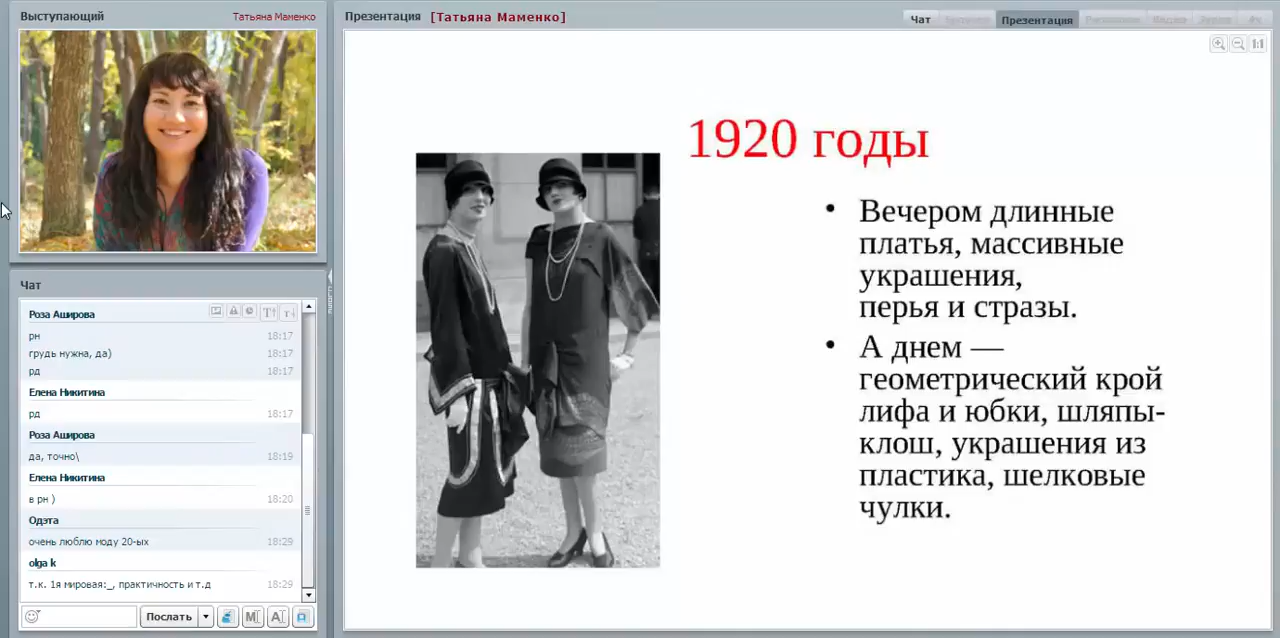 Выступающий
Татьяна Маменко
Чат
Роза Аширова
рн
18:17
грудь нужна, да)
18:17
рд
18:17
Елена Никитина
рд
18:17
Роза Аширова
да, точно\
18:19
Елена Никитина
в рн )
18:20
Одэта
очень люблю моду 20-ых
18:29
olga k
т.к. 1я мировая:_, практичность и т.д
18:29
Послать
Презентация [Татьяна Маменко]
Чат
Презентация
1:1
1920 годы
• Вечером длинные
платья, массивные
украшения,
перья и стразы.
• А днем —
геометрический крой
лифа и юбки, шляпы-
клош, украшения из
пластика, шелковые
чулки.